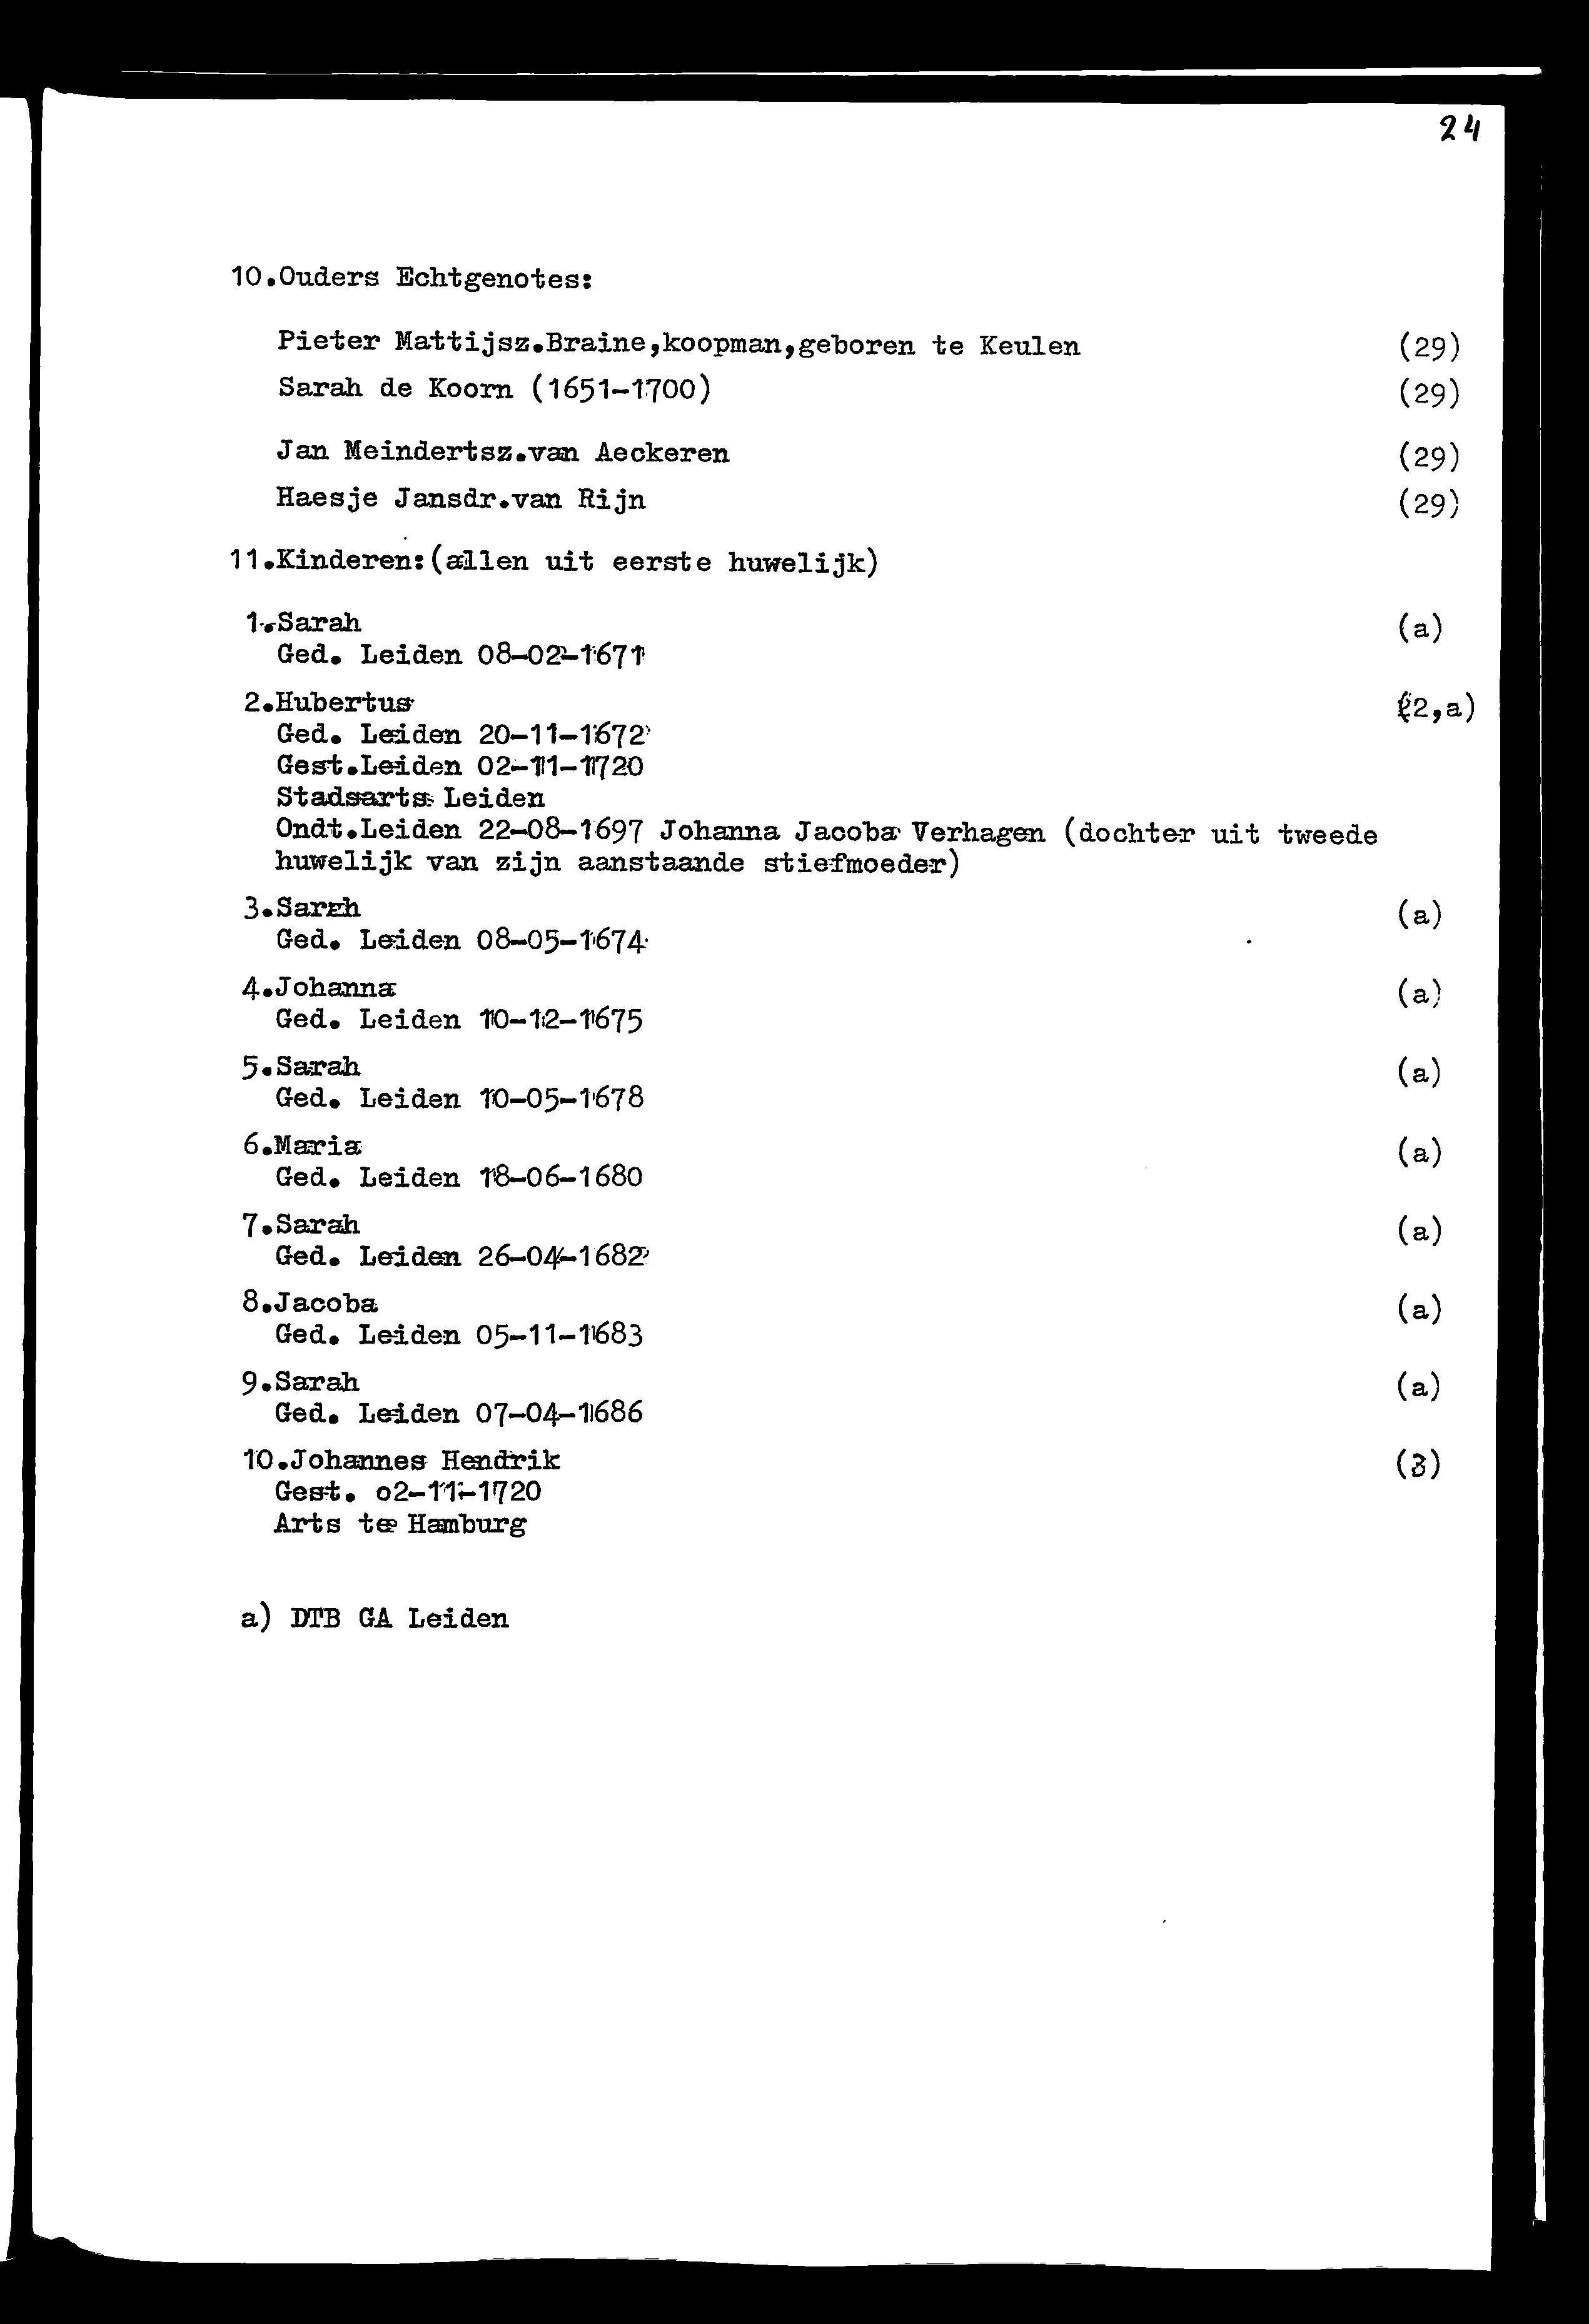 24
10.Ouders Echtgenotes:
Pieter Mattijsz.Braine,koopman,geboren te Keulen (29)
Sarah de Koorn (1651-1700) (29)
Jan Meindertsz.van Aeckeren (29)
Haesje Jansdr.van Rijn (29)
11.Kinderen:(allen uit eerste huwelijk)
1.Sarah (a)
Ged. Leiden 08-02-1671
2.Hubertus (2,a)
Ged. Leiden 20-11-1672
Gest.Leiden 02-11-1720
Stadsarts Leiden
Ondt.Leiden 22-08-1697 Johanna Jacoba Verhagen (dochter uit tweede
huwelijk van zijn aanstaande stiefmoeder)
3.Sarah (a)
Ged. Leiden 08-05-1674
4.Johanna (a)
Ged. Leiden 10-12-1675
5.Sarah (a)
Ged. Leiden 10-05-1678
6.Maria (a)
Ged. Leiden 18-06-1680
7.Sarah (a)
Ged. Leiden 26-04-1682
8.Jacoba (a)
Ged. Leiden 05-11-1683
9.Sarah (a)
Ged. Leiden 07-04-1686
10.Johannes Hendrik (3)
Gest. o2-11-1720
Arts te Hamburg
a) DTB GA Leiden